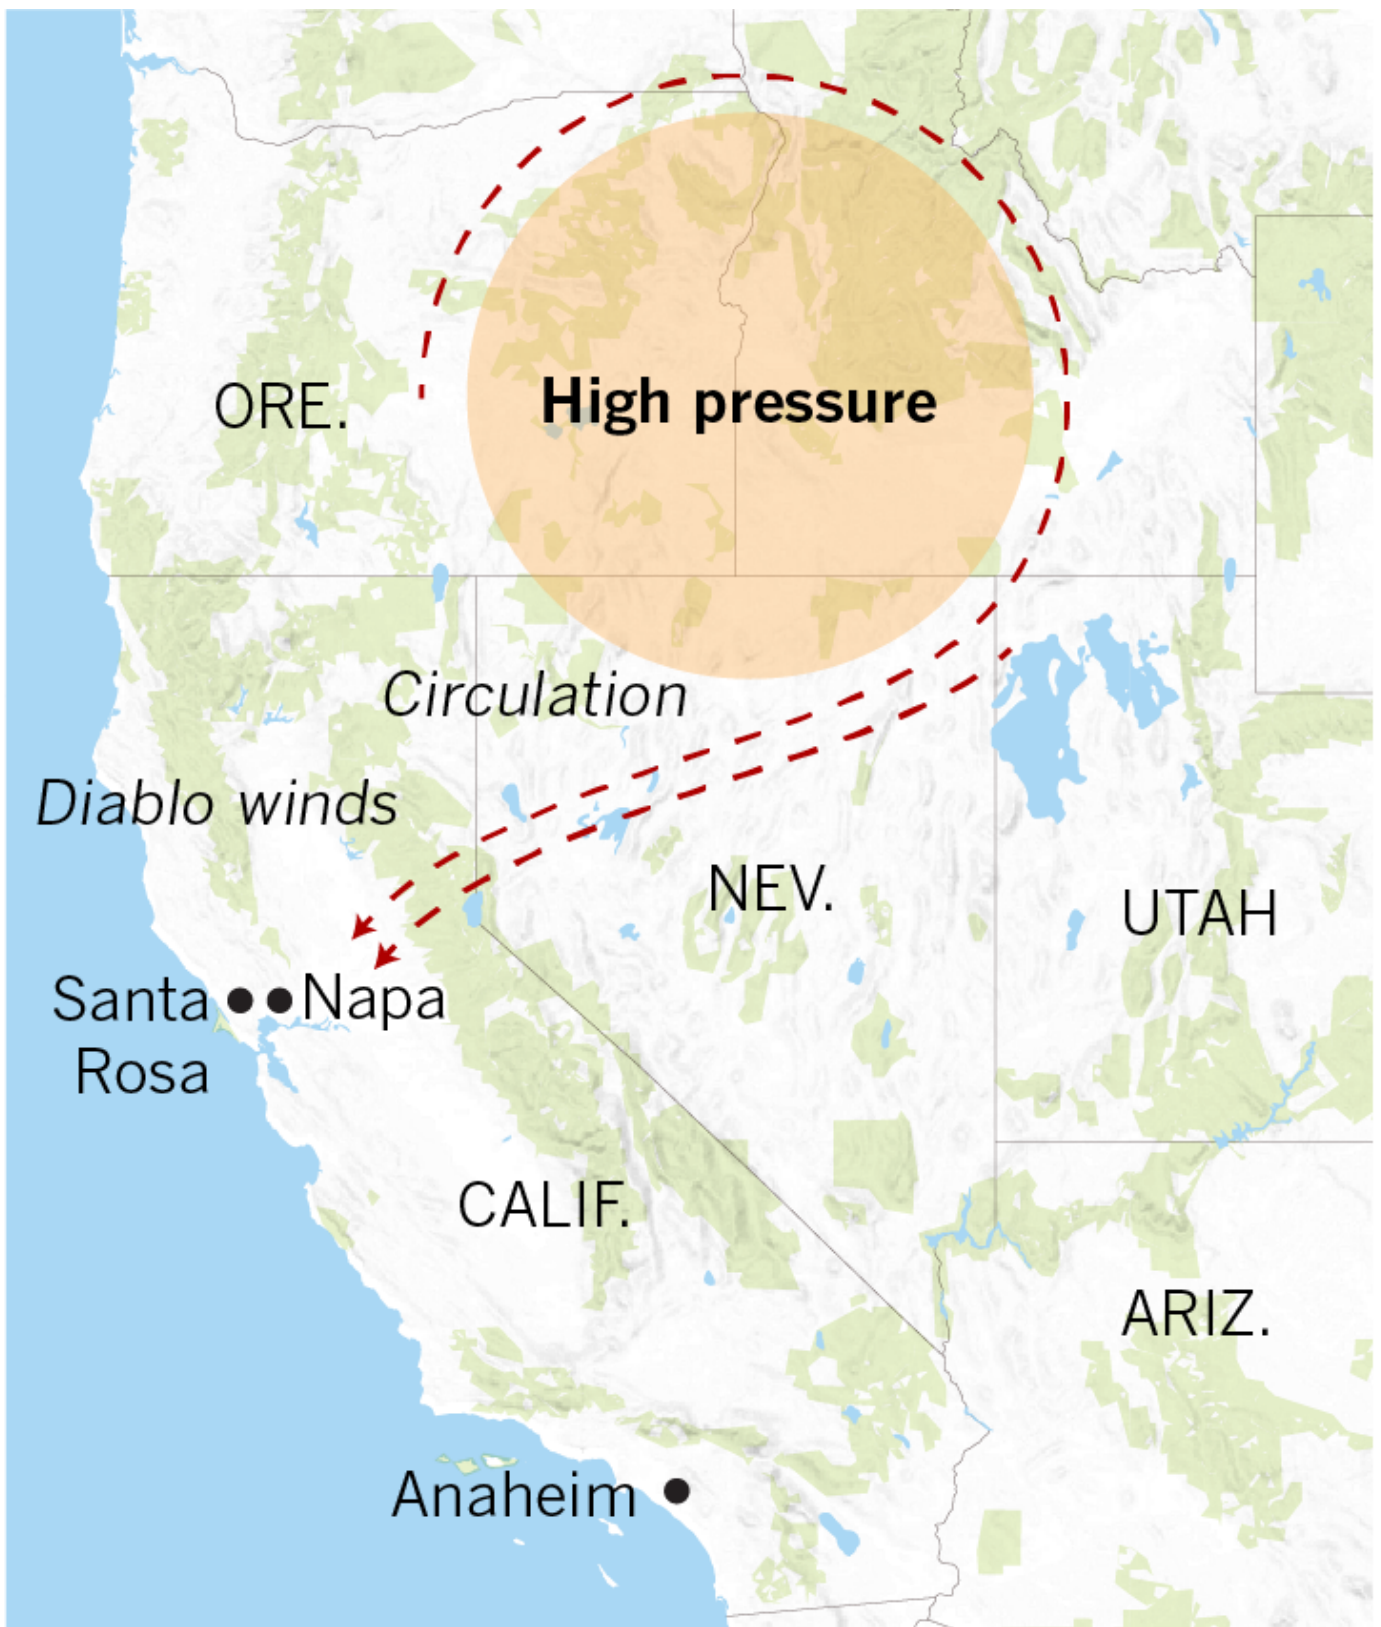 High pressure
ORE.
Circulation
Diablo winds
NEV.
UTAH
Santa
Rosa
Napa
CALIF.
ARIZ.
Anaheim